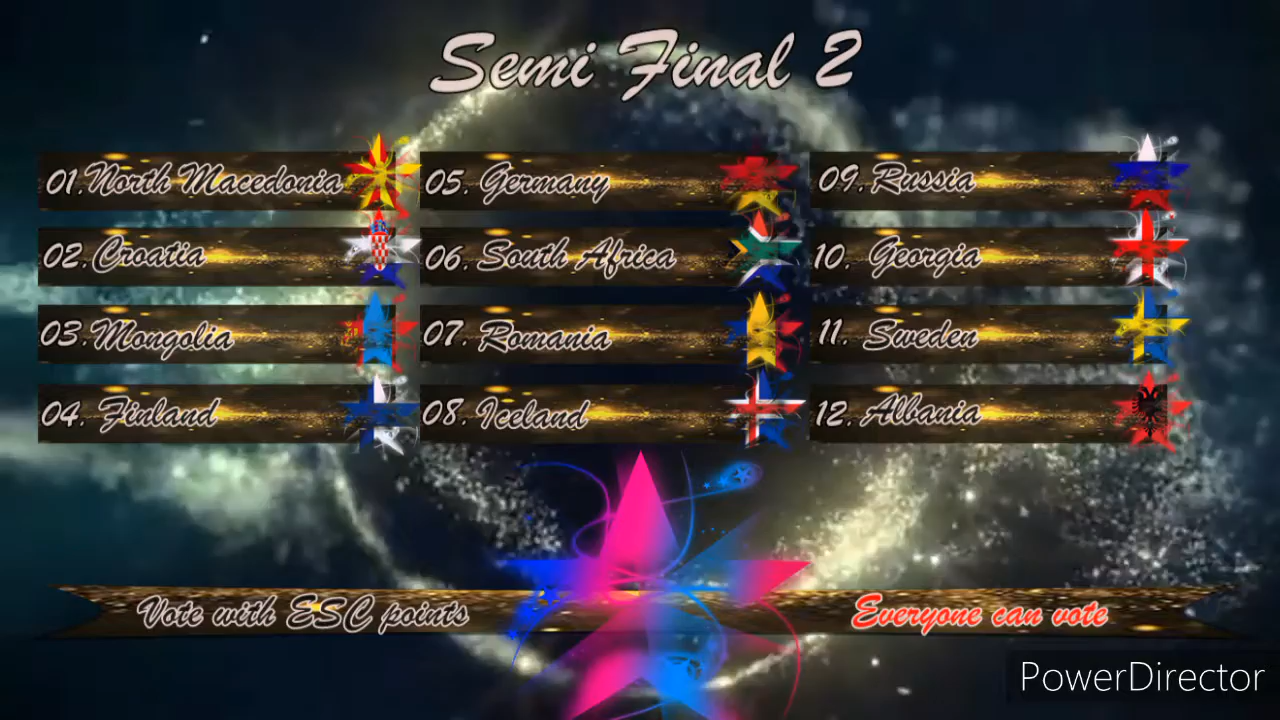 Semi Final 2
01. North Macedonia
02. Croatia
03. Mongolia
04. Finland
05. Germany
06. South Africa
07. Romania
08. Iceland
09. Russia
10. Georgia
11. Sweden
12. Albania
Vote with ESC points
Everyone can vote
PowerDirector